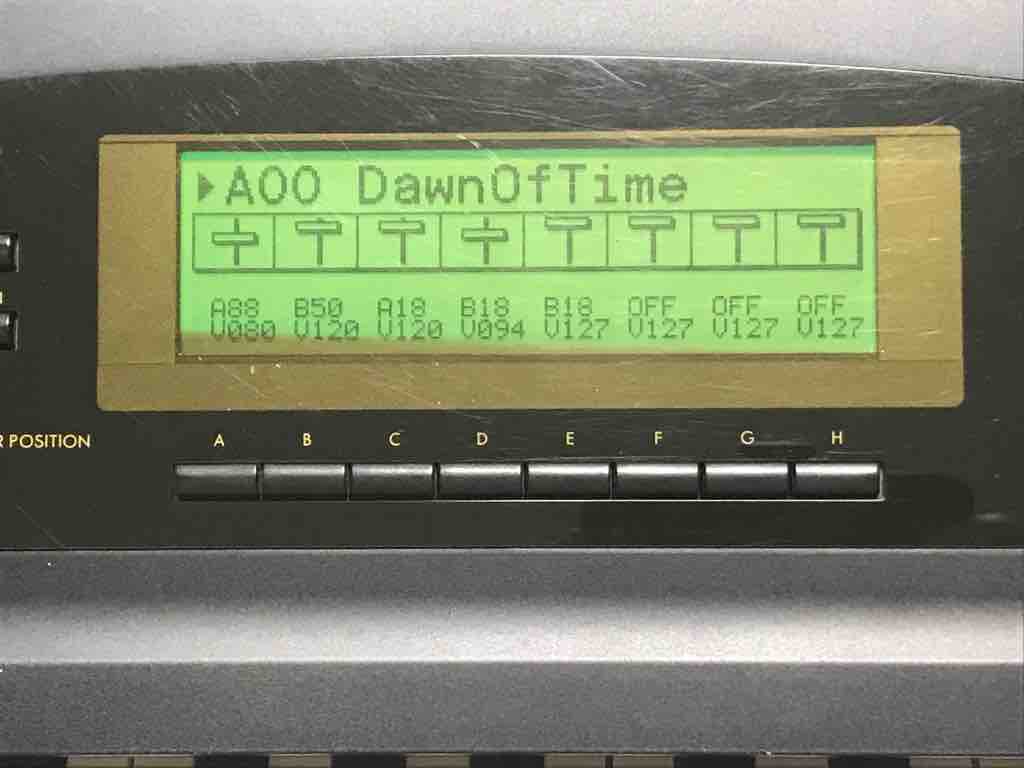 A00 DawnOfTime
A88 B50 A18 B18 B18 OFF OFF OFF
V080 V120 V120 V094 V127 V127 V127 V127
POSITION A B C D E F G H